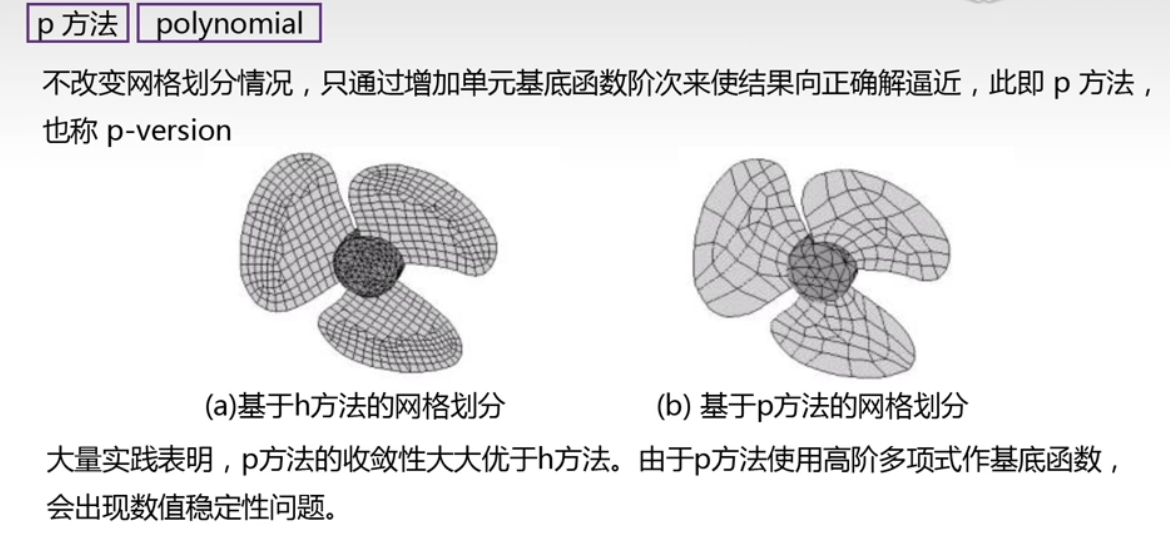 p 方法 polynomial
不改变网格划分情况，只通过增加单元基底函数阶次来使结果向正确解逼近，此即 p 方法，
也称 p-version
(a)基于h方法的网格划分 (b) 基于p方法的网格划分
大量实践表明，p方法的收敛性大大优于h方法。由于p方法使用高阶多项式作基底函数，
会出现数值稳定性问题。